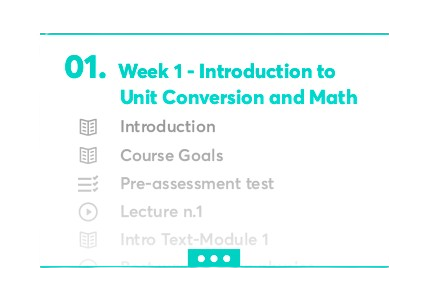 01. Week 1 - Introduction to
Unit Conversion and Math
Introduction
Course Goals
Pre-assessment test
Lecture n.1
Intro Text-Module 1